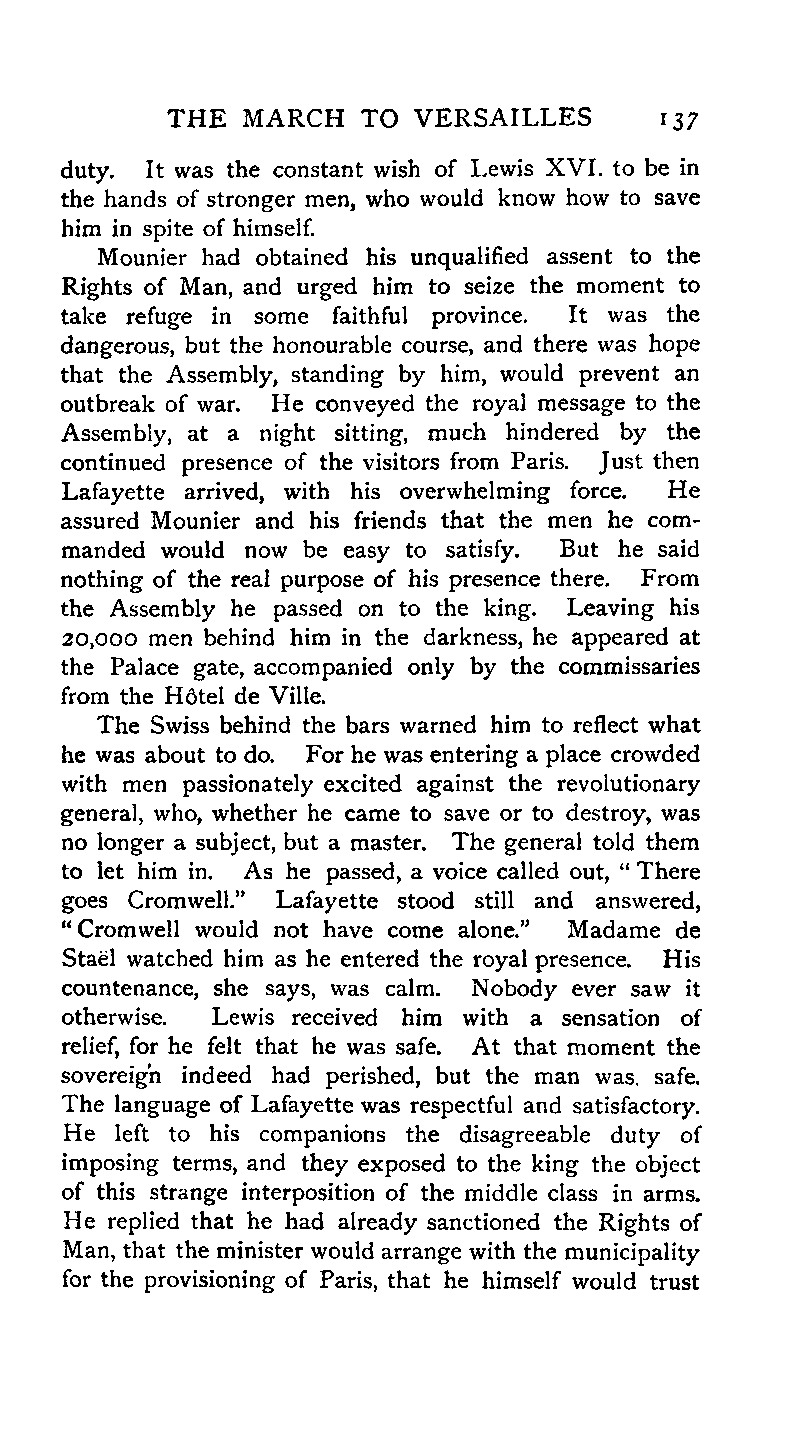 THE MARCH TO VERSAILLES 137
duty. It was the constant wish of Lewis XVI. to be in
the hands of stronger men, who would know how to save
him in spite of himself.
Mounier had obtained his unqualified assent to the
Rights of Man, and urged him to seize the moment to
take refuge in some faithful province. It was the
dangerous, but the honourable course, and there was hope
that the Assembly, standing by him, would prevent an
outbreak of war. He conveyed the royal message to the
Assembly, at a night sitting, much hindered by the
continued presence of the visitors from Paris. Just then
Lafayette arrived, with his overwhelming force. He
assured Mounier and his friends that the men he com-
manded would now be easy to satisfy. But he said
nothing of the real purpose of his presence there. From
the Assembly he passed on to the king. Leaving his
20,000 men behind him in the darkness, he appeared at
the Palace gate, accompanied only by the commissaries
from the Hôtel de Ville.
The Swiss behind the bars warned him to reflect what
he was about to do. For he was entering a place crowded
with men passionately excited against the revolutionary
general, who, whether he came to save or to destroy, was
no longer a subject, but a master. The general told them
to let him in. As he passed, a voice called out, “There
goes Cromwell.” Lafayette stood still and answered,
“Cromwell would not have come alone.” Madame de
Staël watched him as he entered the royal presence. His
countenance, she says, was calm. Nobody ever saw it
otherwise. Lewis received him with a sensation of
relief, for he felt that he was safe. At that moment the
sovereign indeed had perished, but the man was. safe.
The language of Lafayette was respectful and satisfactory.
He left to his companions the disagreeable duty of
imposing terms, and they exposed to the king the object
of this strange interposition of the middle class in arms.
He replied that he had already sanctioned the Rights of
Man, that the minister would arrange with the municipality
for the provisioning of Paris, that he himself would trust